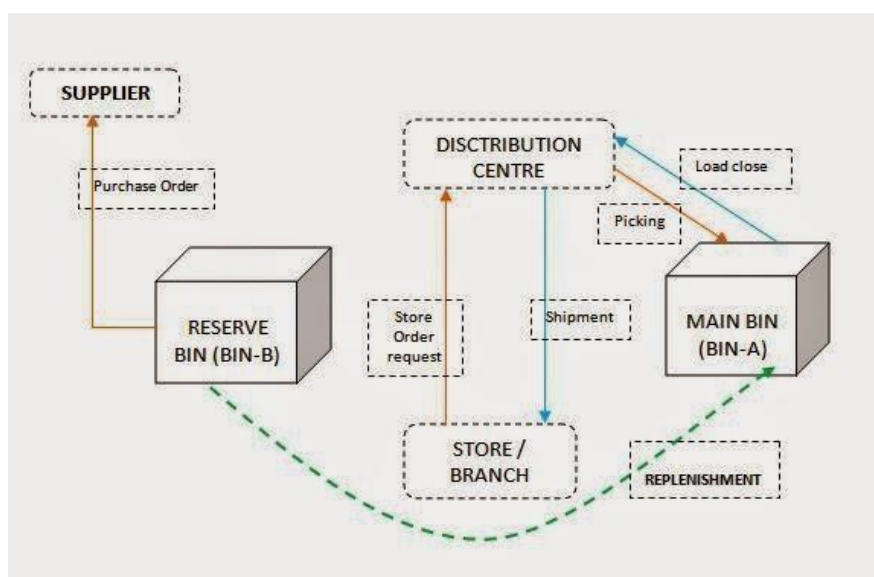 SUPPLIER
Purchase Order
DISCTRIBUTION
CENTRE
Load close
Picking
RESERVE
BIN (BIN-B)
Store
Order
request
Shipment
MAIN BIN
(BIN-A)
STORE /
BRANCH
REPLENISHMENT